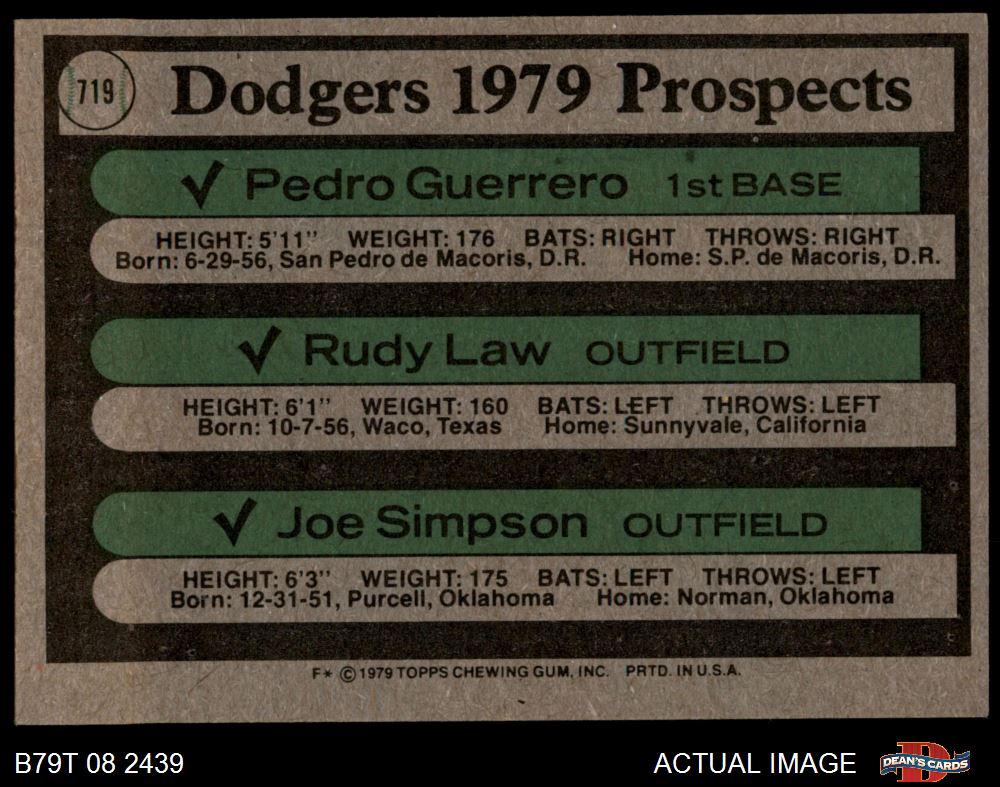 719
Dodgers 1979 Prospects
✓ Pedro Guerrero 1st BASE
HEIGHT: 5'11" WEIGHT: 176 BATS: RIGHT THROWS: RIGHT
Born: 6-29-56, San Pedro de Macoris, D.R. Home: S.P. de Macoris, D.R.
✓ Rudy Law OUTFIELD
HEIGHT: 6'1" WEIGHT: 160 BATS: LEFT THROWS: LEFT
Born: 10-7-56, Waco, Texas Home: Sunnyvale, California
✓ Joe Simpson OUTFIELD
HEIGHT: 6'3" WEIGHT: 175 BATS: LEFT THROWS: LEFT
Born: 12-31-51, Purcell, Oklahoma Home: Norman, Oklahoma
F* © 1979 TOPPS CHEWING GUM, INC. PRTD. IN U.S.A.
B79T 08 2439 ACTUAL IMAGE
D
DEAN'S CARDS